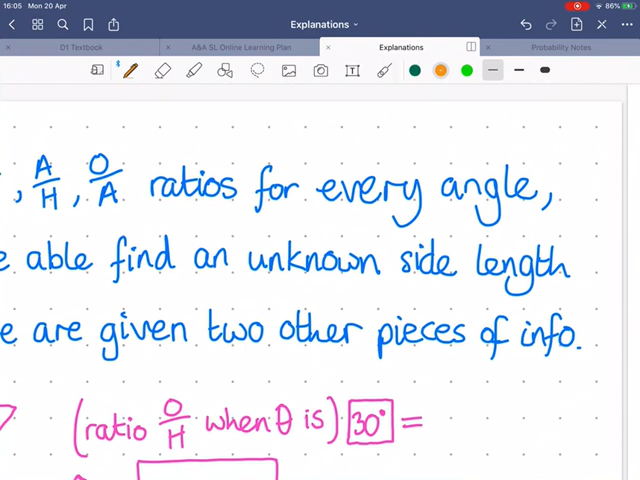 16:05 Mon 20 Apr
86%
Explanations
D1 Textbook
A&A SL Online Learning Plan
Explanations
Probability Notes
, A/H, O/A ratios for every angle,
e able find an unknown side length
e are given two other pieces of info.
(ratio O/H when θ is) 30° =